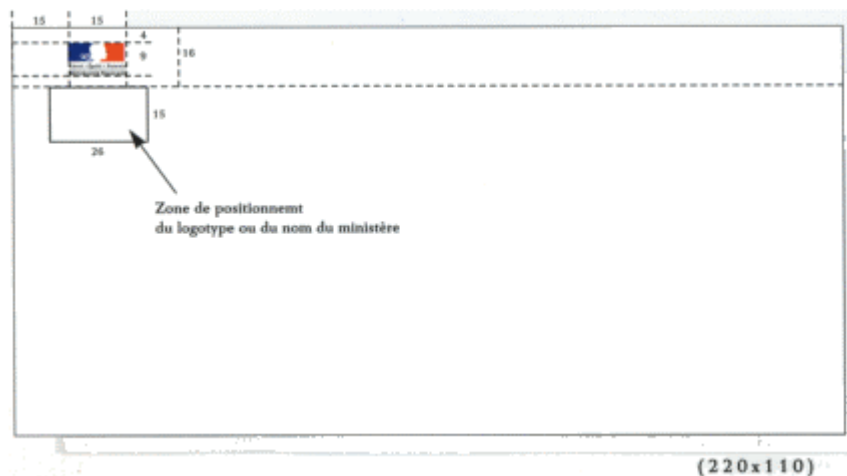 15 15
4
9 16
15
26
Zone de positionnemt
du logotype ou du nom du ministère
(220x110)